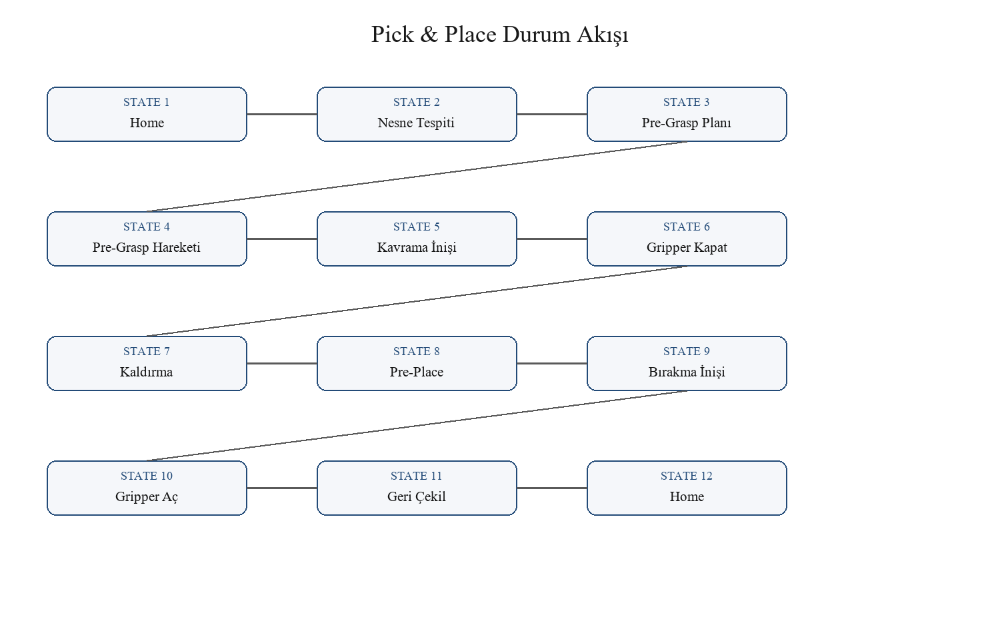 Pick & Place Durum Akışı
STATE 1
Home
STATE 2
Nesne Tespiti
STATE 3
Pre-Grasp Planı
STATE 4
Pre-Grasp Hareketi
STATE 5
Kavrama İnişi
STATE 6
Gripper Kapat
STATE 7
Kaldırma
STATE 8
Pre-Place
STATE 9
Bırakma İnişi
STATE 10
Gripper Aç
STATE 11
Geri Çekil
STATE 12
Home